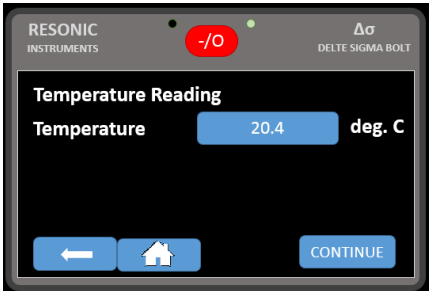 RESONIC
INSTRUMENTS
-/O
Δσ
DELTE SIGMA BOLT
Temperature Reading
Temperature 20.4 deg. C
CONTINUE